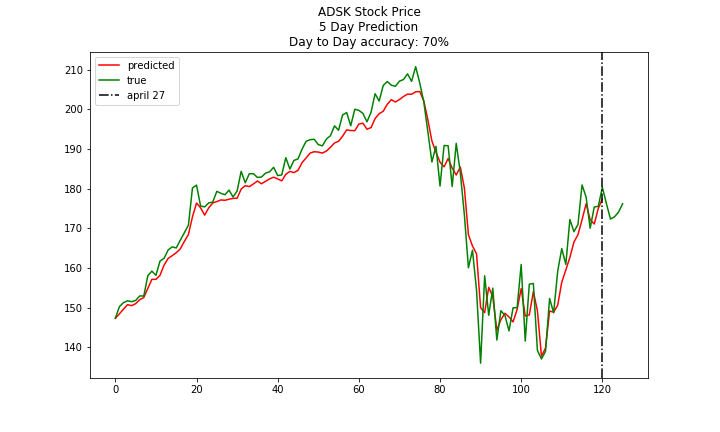 ADSK Stock Price
5 Day Prediction
Day to Day accuracy: 70%
predicted
true
april 27
210
200
190
180
170
160
150
140
0 20 40 60 80 100 120